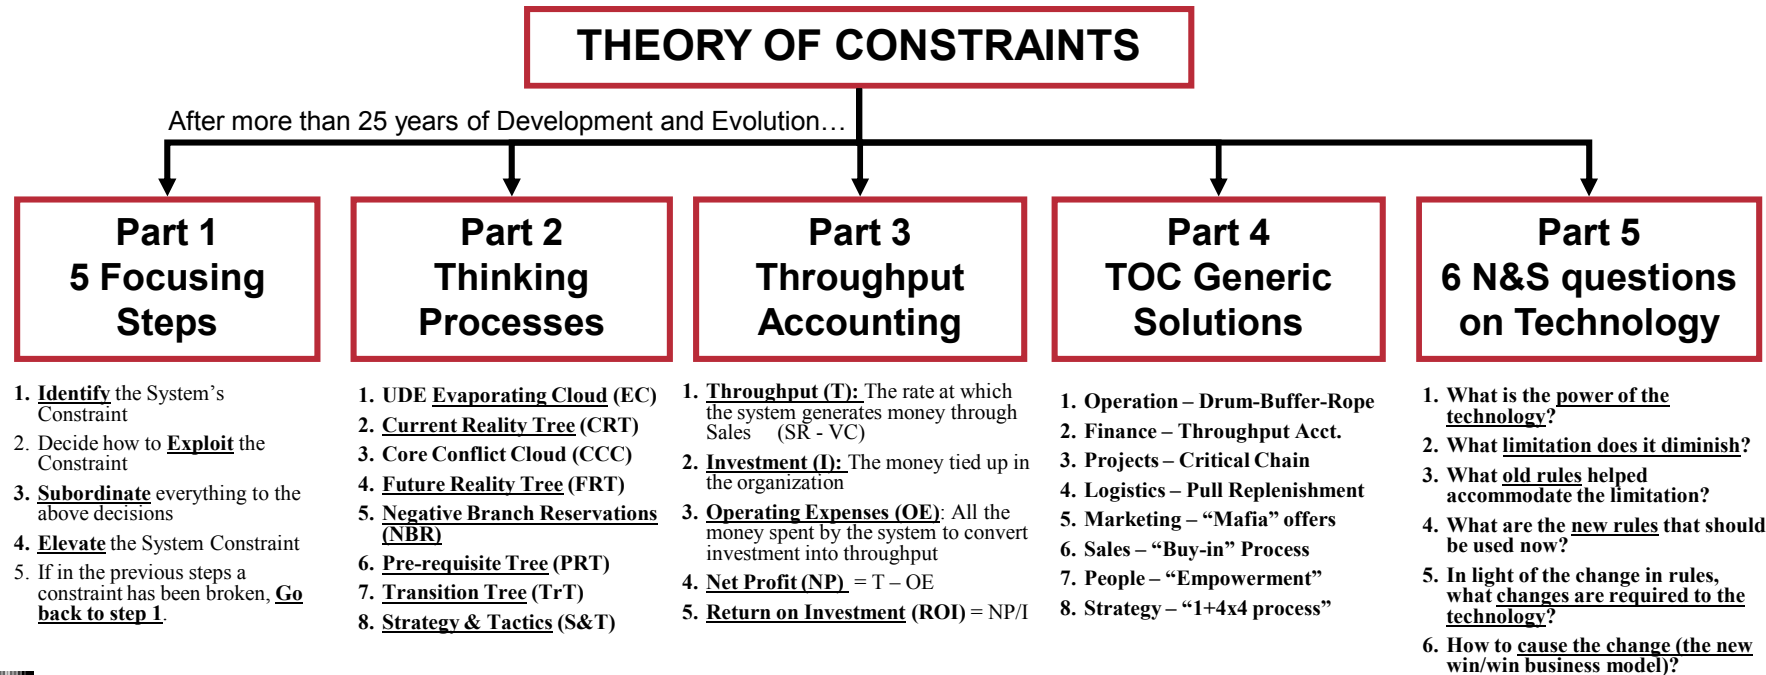 THEORY OF CONSTRAINTS
After more than 25 years of Development and Evolution…
Part 1
5 Focusing
Steps
1. Identify the System’s
Constraint
2. Decide how to Exploit the
Constraint
3. Subordinate everything to the
above decisions
4. Elevate the System Constraint
5. If in the previous steps a
constraint has been broken, Go
back to step 1.
Part 2
Thinking
Processes
1. UDE Evaporating Cloud (EC)
2. Current Reality Tree (CRT)
3. Core Conflict Cloud (CCC)
4. Future Reality Tree (FRT)
5. Negative Branch Reservations
(NBR)
6. Pre-requisite Tree (PRT)
7. Transition Tree (TrT)
8. Strategy & Tactics (S&T)
Part 3
Throughput
Accounting
1. Throughput (T): The rate at which
the system generates money through
Sales (SR - VC)
2. Investment (I): The money tied up in
the organization
3. Operating Expenses (OE): All the
money spent by the system to convert
investment into throughput
4. Net Profit (NP) = T – OE
5. Return on Investment (ROI) = NP/I
Part 4
TOC Generic
Solutions
1. Operation – Drum-Buffer-Rope
2. Finance – Throughput Acct.
3. Projects – Critical Chain
4. Logistics – Pull Replenishment
5. Marketing – “Mafia” offers
6. Sales – “Buy-in” Process
7. People – “Empowerment”
8. Strategy – “1+4x4 process”
Part 5
6 N&S questions
on Technology
1. What is the power of the
technology?
2. What limitation does it diminish?
3. What old rules helped
accommodate the limitation?
4. What are the new rules that should
be used now?
5. In light of the change in rules,
what changes are required to the
technology?
6. How to cause the change (the new
win/win business model)?